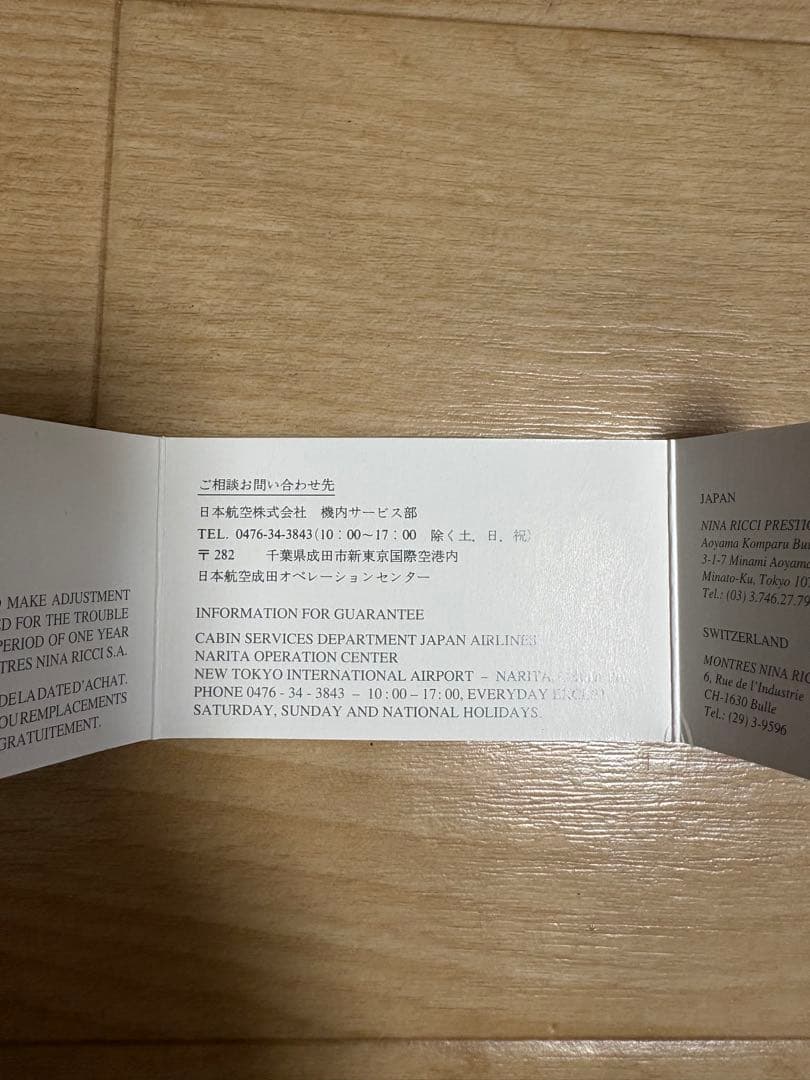 MAKE ADJUSTMENT
FOR THE TROUBLE
PERIOD OF ONE YEAR
NINA RICCI S.A.
DE LA DATE D'ACHAT.
REMPLACEMENTS
GRATUITEMENT.
ご相談お問い合わせ先
日本航空株式会社 機内サービス部
TEL. 0476-34-3843(10:00〜17:00 除く土, 日, 祝)
〒282 千葉県成田市新東京国際空港内
日本航空成田オペレーションセンター
INFORMATION FOR GUARANTEE
CABIN SERVICES DEPARTMENT JAPAN AIRLINES
NARITA OPERATION CENTER
NEW TOKYO INTERNATIONAL AIRPORT – NARITA,
PHONE 0476 - 34 - 3843 – 10:00 – 17:00, EVERYDAY
SATURDAY, SUNDAY AND NATIONAL HOLIDAYS.
JAPAN
NINA RICCI
Aoyama Komparu
3-1-7 Minami Aoyama
Minato-Ku, Tokyo
Tel.: (03) 3.746.27.79
SWITZERLAND
MONTRES NINA
6, Rue de l'Industrie
CH-1630 Bulle
Tel.: (29) 3-9596